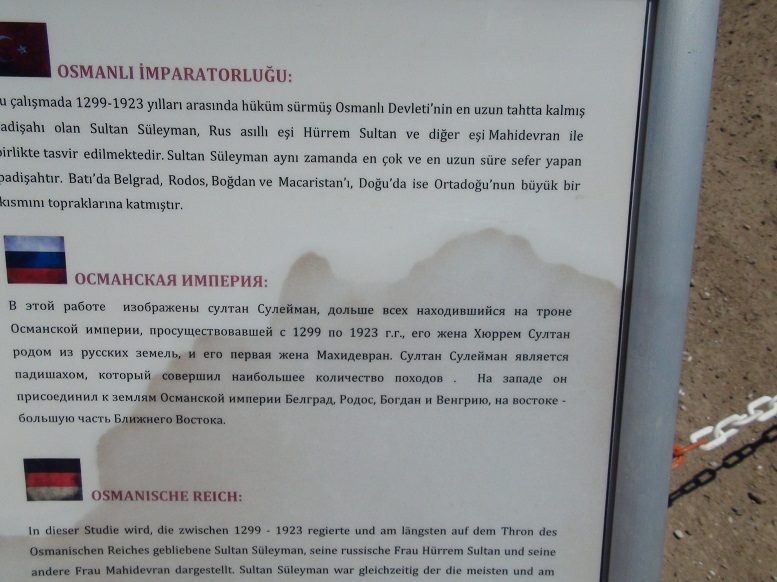 OSMANLI İMPARATORLUĞU:
u çalışmada 1299-1923 yılları arasında hüküm sürmüş Osmanlı Devleti'nin en uzun tahtta kalmış
adişahı olan Sultan Süleyman, Rus asıllı eşi Hürrem Sultan ve diğer eşi Mahidevran ile
birlikte tasvir edilmektedir. Sultan Süleyman aynı zamanda en çok ve en uzun süre sefer yapan
padişahtır. Batı'da Belgrad, Rodos, Boğdan ve Macaristan'ı, Doğu'da ise Ortadoğu'nun büyük bir
kısmını topraklarına katmıştır.
ОСМАНСКАЯ ИМПЕРИЯ:
В этой работе изображены султан Сулейман, дольше всех находившийся на троне
Османской империи, просуществовавшей с 1299 по 1923 г.г., его жена Хюррем Султан
родом из русских земель, и его первая жена Махидевран. Султан Сулейман является
падишахом, который совершил наибольшее количество походов . На западе он
присоединил к землям Османской империи Белград, Родос, Богдан и Венгрию, на востоке -
большую часть Ближнего Востока.
OSMANISCHE REICH:
In dieser Studie wird, die zwischen 1299 - 1923 regierte und am längsten auf dem Thron des
Osmanischen Reiches gebliebene Sultan Süleyman, seine russische Frau Hürrem Sultan und seine
andere Frau Mahidevran dargestellt. Sultan Süleyman war gleichzeitig der die meisten und am